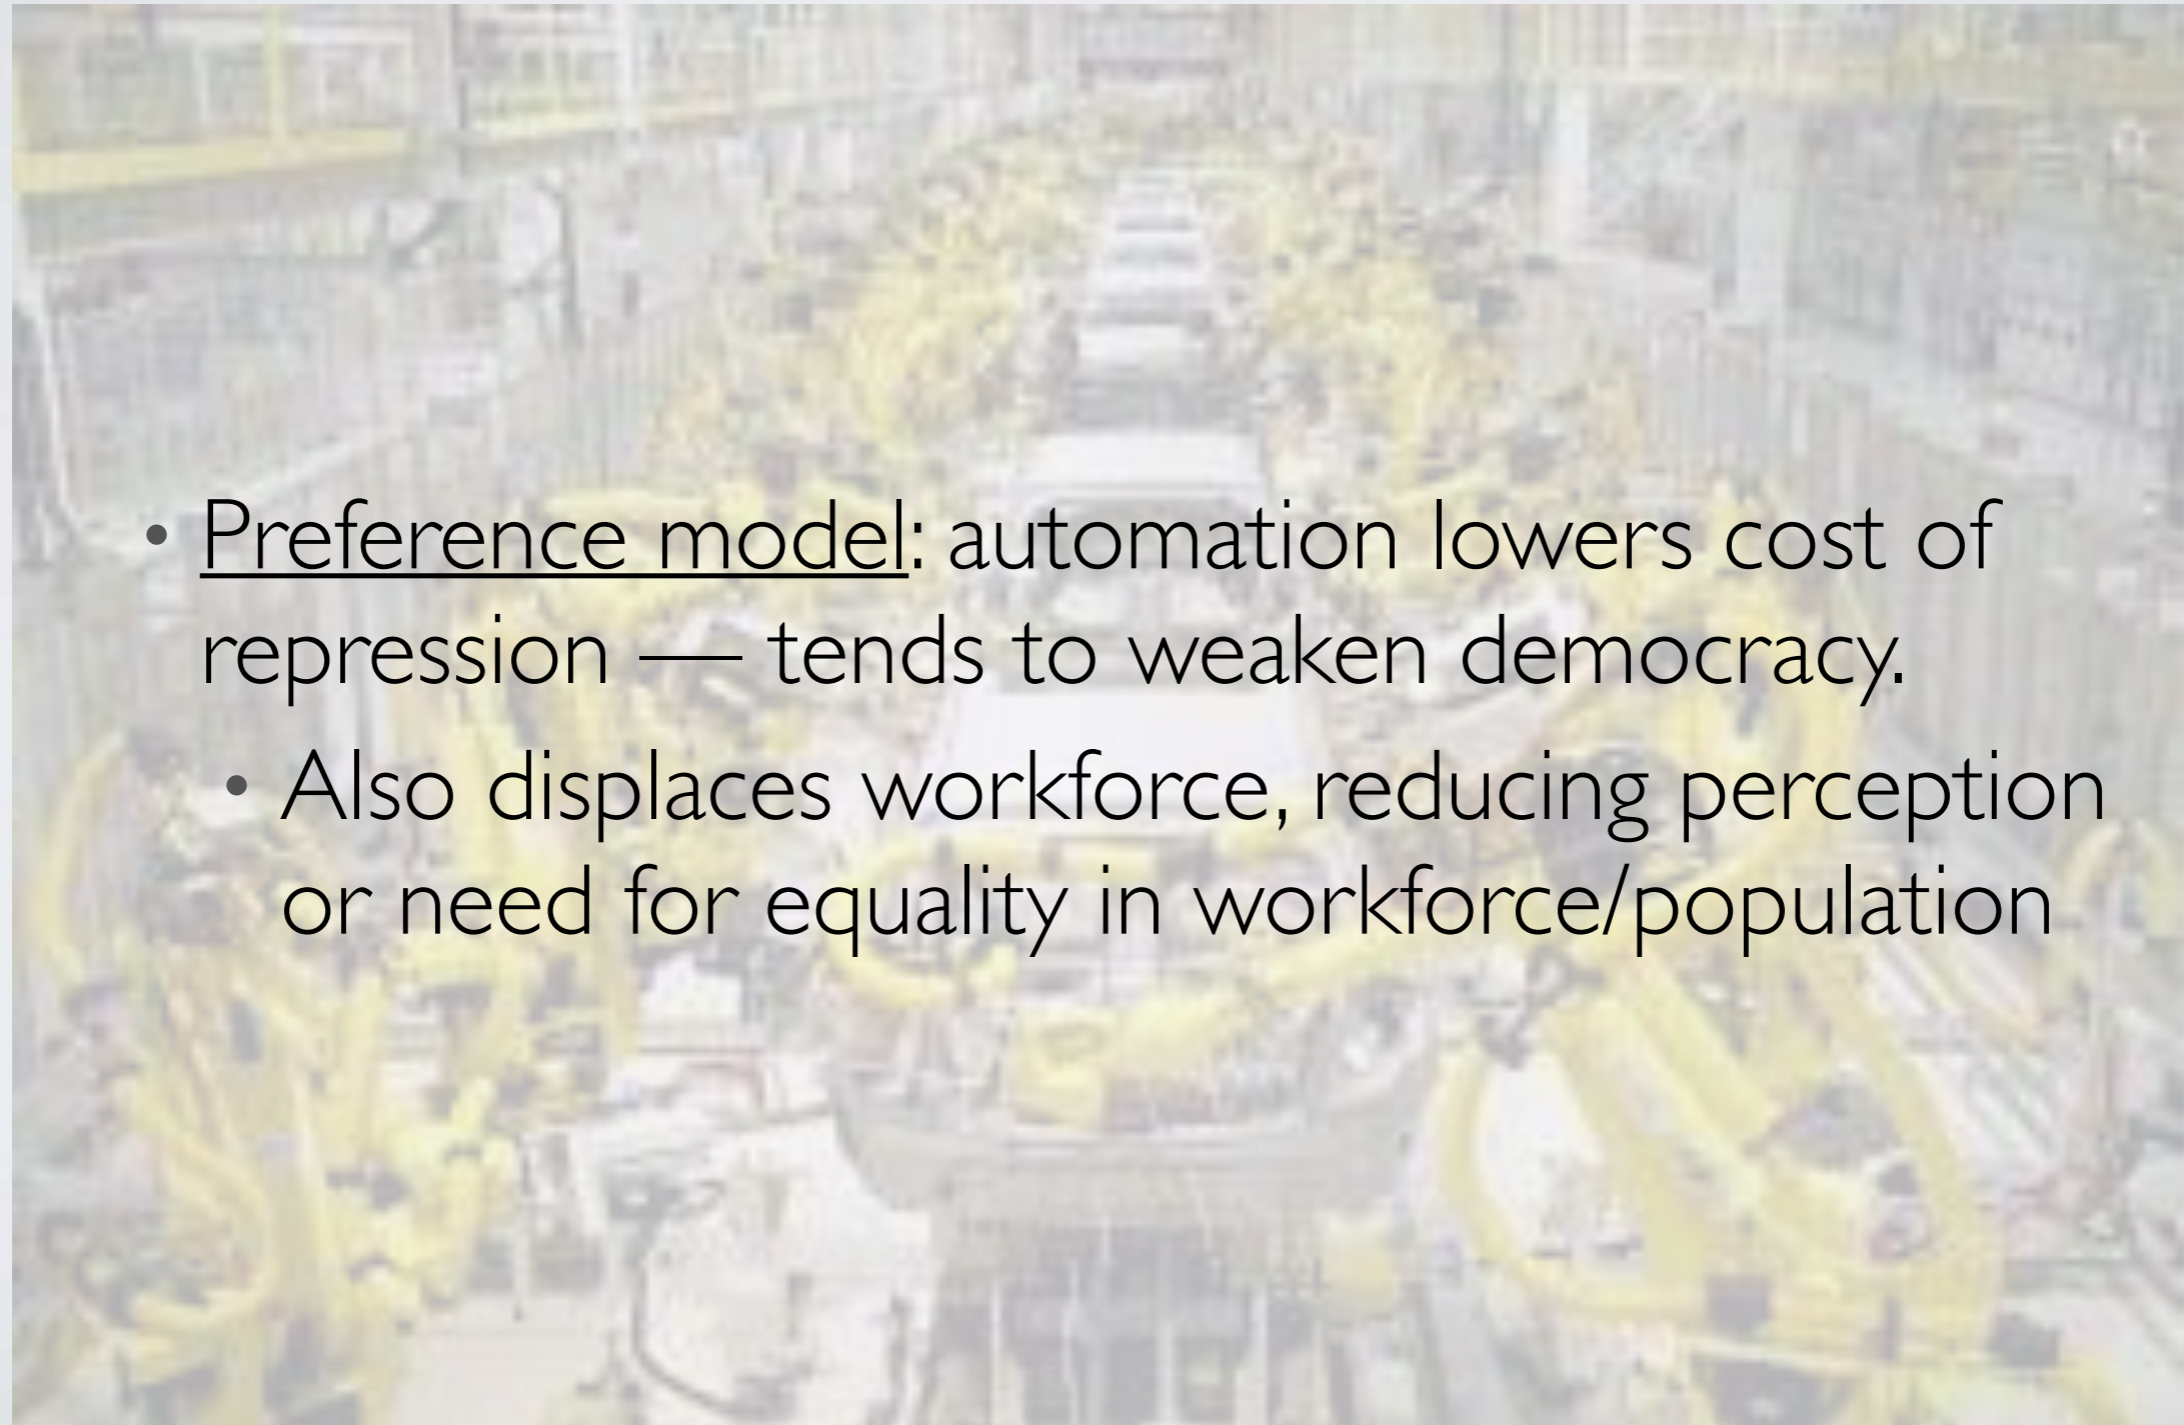 • Preference model: automation lowers cost of
repression — tends to weaken democracy.
• Also displaces workforce, reducing perception
or need for equality in workforce/population